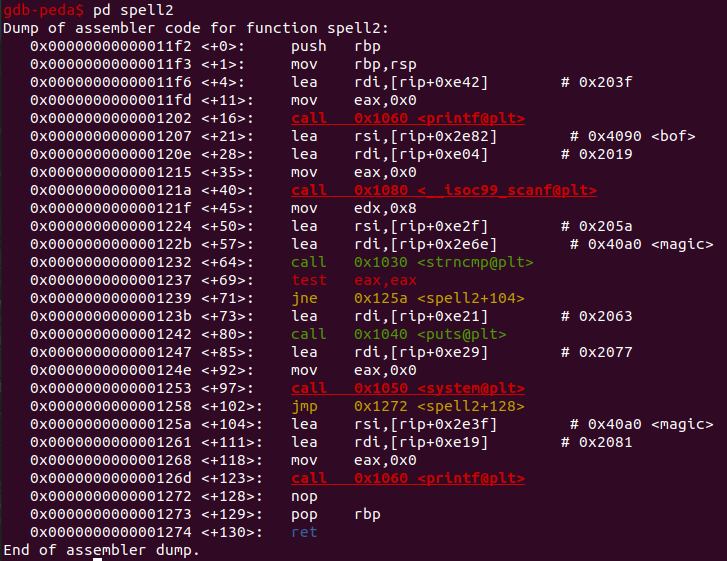 gdb-peda$ pd spell2
Dump of assembler code for function spell2:
   0x00000000000011f2 <+0>:     push   rbp
   0x00000000000011f3 <+1>:     mov    rbp,rsp
   0x00000000000011f6 <+4>:     lea    rdi,[rip+0xe42]        # 0x203f
   0x00000000000011fd <+11>:    mov    eax,0x0
   0x0000000000001202 <+16>:    call   0x1060 <printf@plt>
   0x0000000000001207 <+21>:    lea    rsi,[rip+0x2e82]        # 0x4090 <bof>
   0x000000000000120e <+28>:    lea    rdi,[rip+0xe04]        # 0x2019
   0x0000000000001215 <+35>:    mov    eax,0x0
   0x000000000000121a <+40>:    call   0x1080 <__isoc99_scanf@plt>
   0x000000000000121f <+45>:    mov    edx,0x8
   0x0000000000001224 <+50>:    lea    rsi,[rip+0xe2f]        # 0x205a
   0x000000000000122b <+57>:    lea    rdi,[rip+0x2e6e]        # 0x40a0 <magic>
   0x0000000000001232 <+64>:    call   0x1030 <strncmp@plt>
   0x0000000000001237 <+69>:    test   eax,eax
   0x0000000000001239 <+71>:    jne    0x125a <spell2+104>
   0x000000000000123b <+73>:    lea    rdi,[rip+0xe21]        # 0x2063
   0x0000000000001242 <+80>:    call   0x1040 <puts@plt>
   0x0000000000001247 <+85>:    lea    rdi,[rip+0xe29]        # 0x2077
   0x000000000000124e <+92>:    mov    eax,0x0
   0x0000000000001253 <+97>:    call   0x1050 <system@plt>
   0x0000000000001258 <+102>:   jmp    0x1272 <spell2+128>
   0x000000000000125a <+104>:   lea    rsi,[rip+0x2e3f]        # 0x40a0 <magic>
   0x0000000000001261 <+111>:   lea    rdi,[rip+0xe19]        # 0x2081
   0x0000000000001268 <+118>:   mov    eax,0x0
   0x000000000000126d <+123>:   call   0x1060 <printf@plt>
   0x0000000000001272 <+128>:   nop
   0x0000000000001273 <+129>:   pop    rbp
   0x0000000000001274 <+130>:   ret
End of assembler dump.